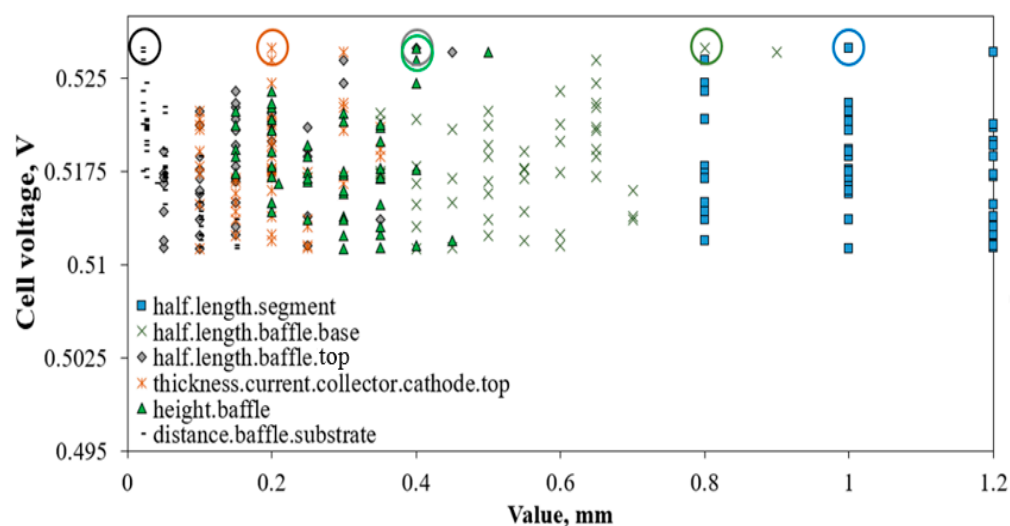 Cell voltage, V
0.525
0.5175
0.51
0.5025
0.495
half.length.segment
half.length.baffle.base
half.length.baffle.top
thickness.current.collector.cathode.top
height.baffle
distance.baffle.substrate
0 0.2 0.4 0.6 0.8 1 1.2
Value, mm